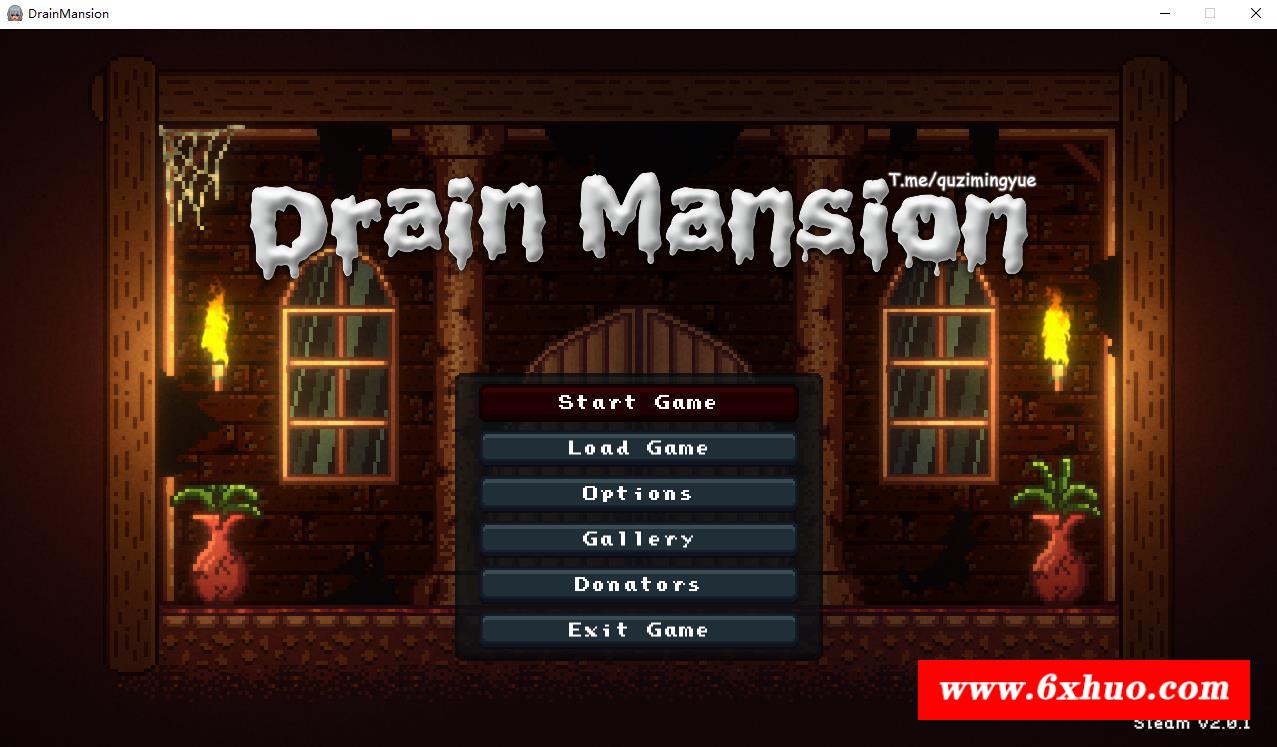 DrainMansion
T.me/quzimingyue
Drain Mansion
Start Game
Load Game
Options
Gallery
Donators
Exit Game
www.6xhuo.com
Steam V2.0.1